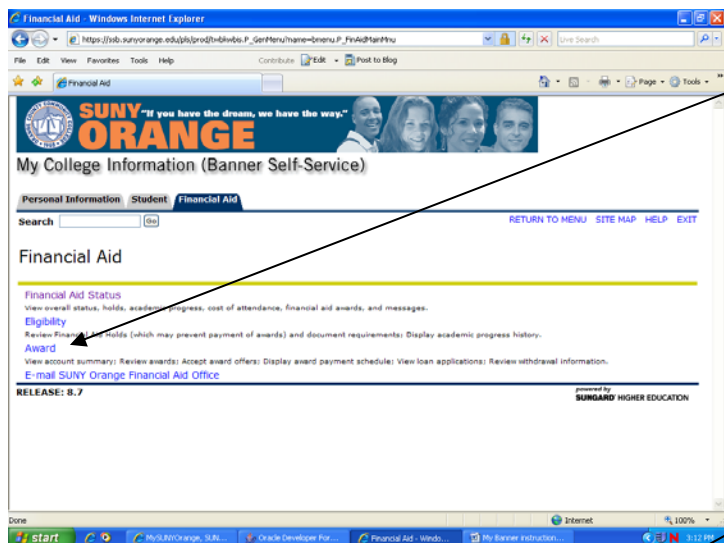 Financial Aid - Windows Internet Explorer
https://ssb.sunyorange.edu/pls/prod/twbkwbis.P_GenMenu?name=bmenu.P_FinAidMainMnu
Live Search
File Edit View Favorites Tools Help
Contribute Edit Post to Blog
Financial Aid
Page Tools
SUNY "If you have the dream, we have the way."
ORANGE
My College Information (Banner Self-Service)
Personal Information Student Financial Aid
Search Go
RETURN TO MENU SITE MAP HELP EXIT
Financial Aid
Financial Aid Status
View overall status, holds, academic progress, cost of attendance, financial aid awards, and messages.
Eligibility
Review Financial Aid Holds (which may prevent payment of awards) and document requirements; Display academic progress history.
Award
View account summary; Review awards; Accept award offers; Display award payment schedule; View loan applications; Review withdrawal information.
E-mail SUNY Orange Financial Aid Office
RELEASE: 8.7
powered by
SUNGARD HIGHER EDUCATION
Done
Internet
100%
start
MySUNYOrange, SUN...
Oracle Developer For...
Financial Aid - Windo...
My Banner instruction...
3:12 PM